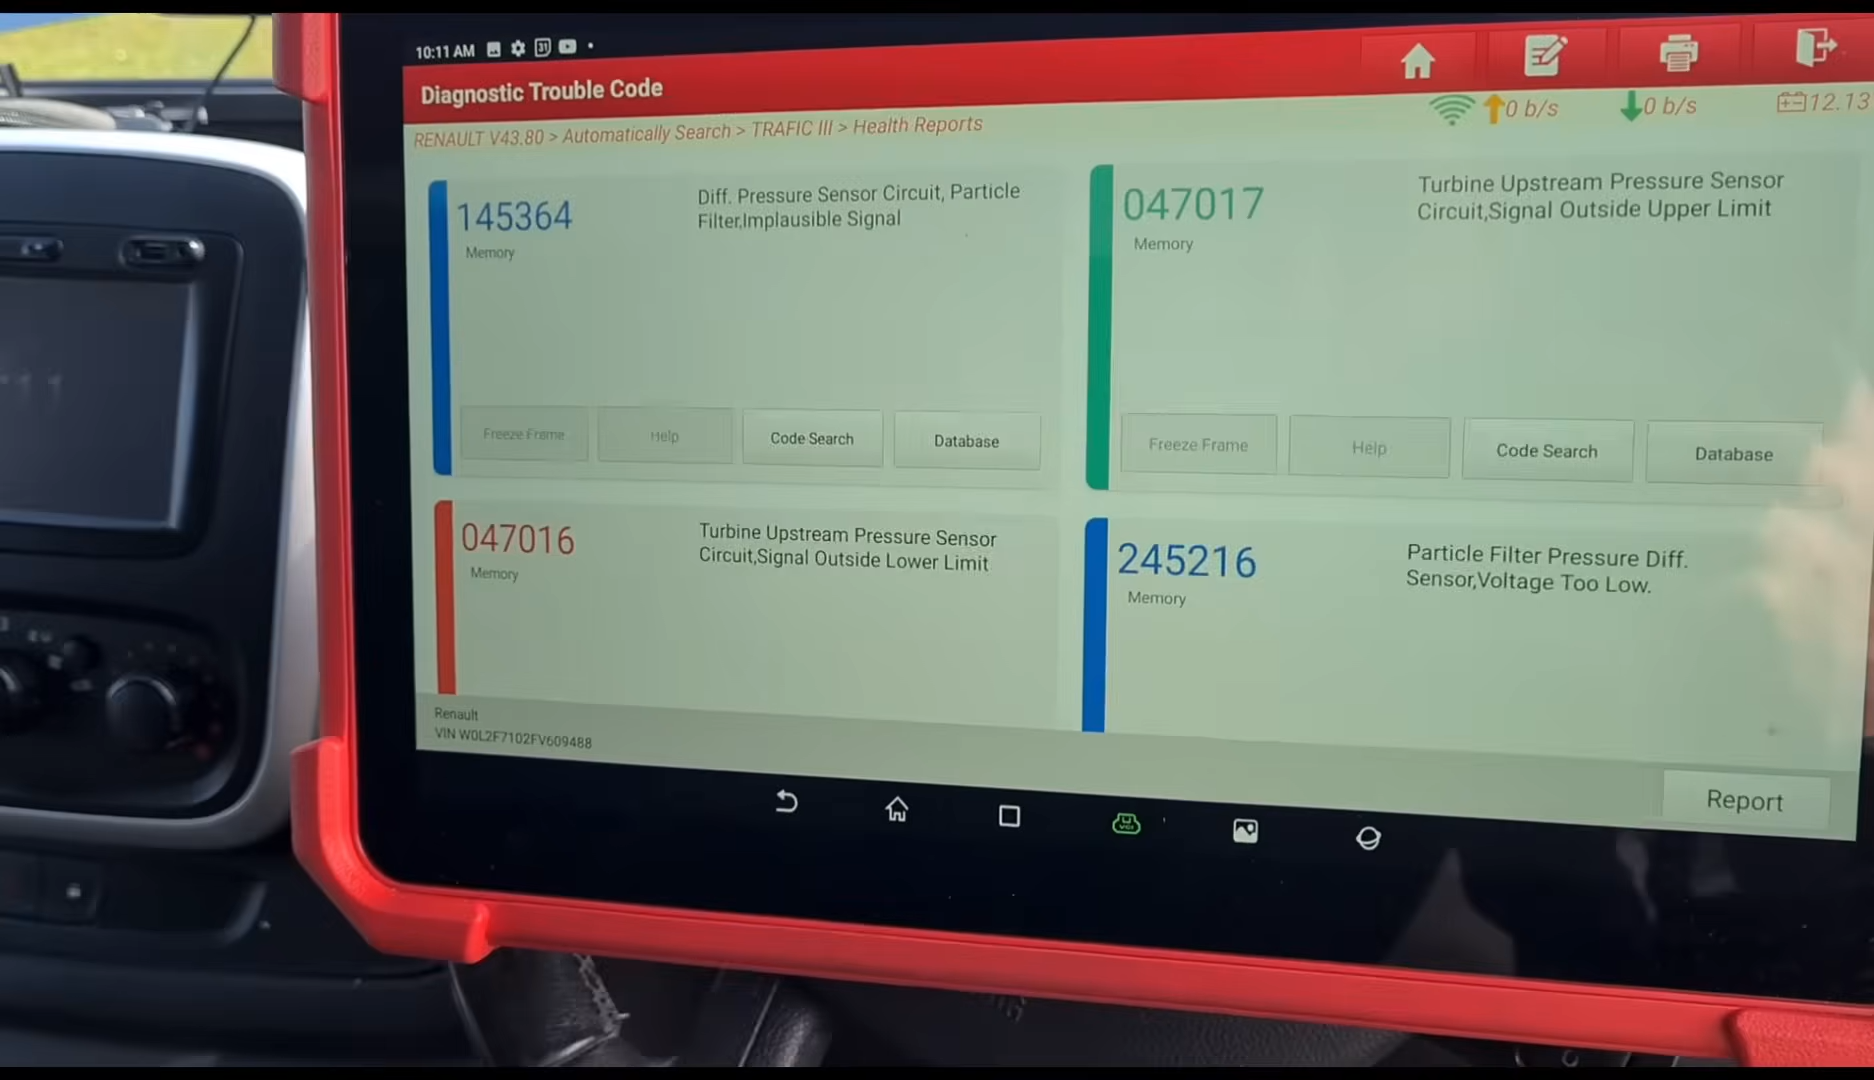 10:11 AM
31
Diagnostic Trouble Code
RENAULT V43.80 > Automatically Search > TRAFIC III > Health Reports
0 b/s
0 b/s
12.13
145364
Memory
Diff. Pressure Sensor Circuit, Particle
Filter,Implausible Signal
Freeze Frame
Help
Code Search
Database
047017
Memory
Turbine Upstream Pressure Sensor
Circuit,Signal Outside Upper Limit
Freeze Frame
Help
Code Search
Database
047016
Memory
Turbine Upstream Pressure Sensor
Circuit,Signal Outside Lower Limit
245216
Memory
Particle Filter Pressure Diff.
Sensor,Voltage Too Low.
Renault
VIN W0L2F7102FV609488
Report
VCI